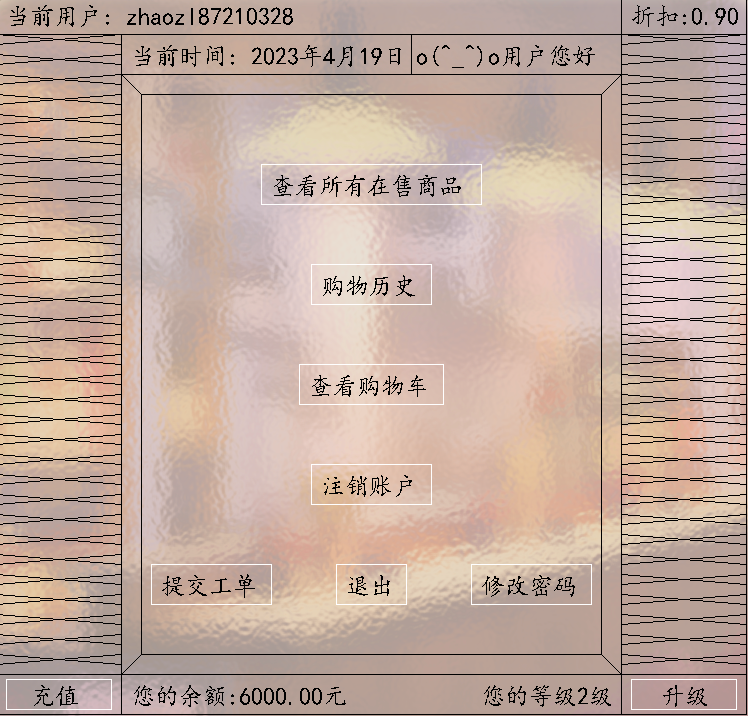 当前用户: zhaozl87210328 折扣:0.90
当前时间: 2023年4月19日 o(^_^)o用户您好
查看所有在售商品
购物历史
查看购物车
注销账户
提交工单 退出 修改密码
充值 您的余额:6000.00元 您的等级2级 升级